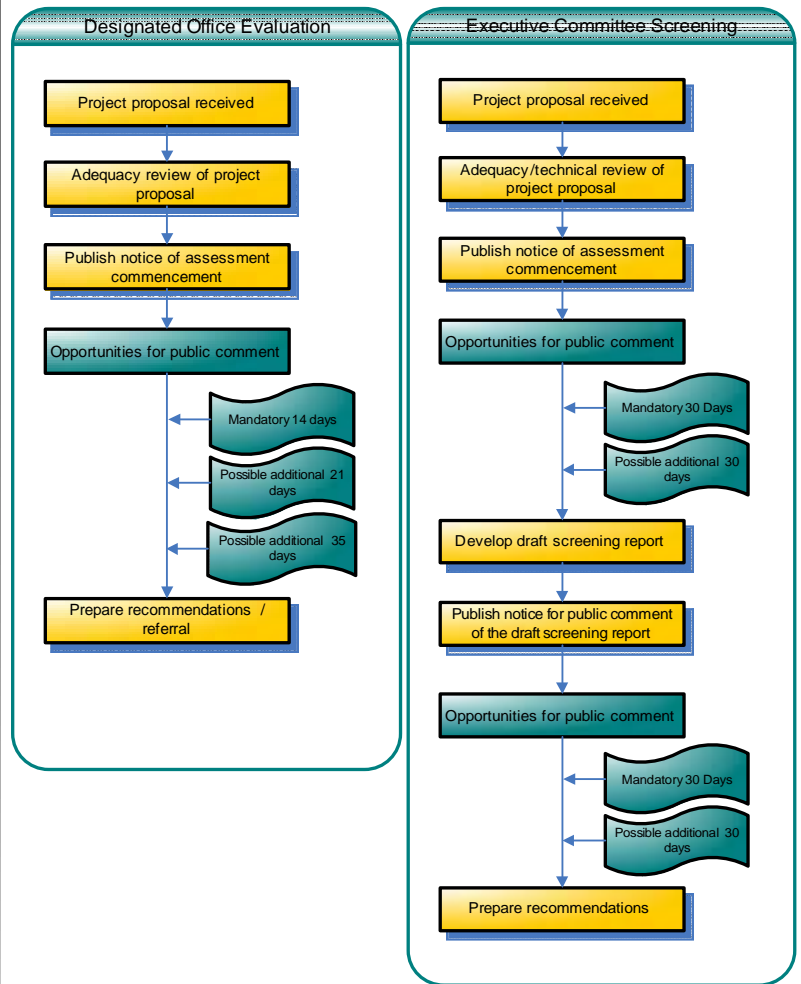 Designated Office Evaluation
Project proposal received
Adequacy review of project
proposal
Publish notice of assessment
commencement
Opportunities for public comment
Mandatory 14 days
Possible additional 21
days
Possible additional 35
days
Prepare recommendations /
referral
Executive Committee Screening
Project proposal received
Adequacy/technical review of
project proposal
Publish notice of assessment
commencement
Opportunities for public comment
Mandatory 30 Days
Possible additional 30
days
Develop draft screening report
Publish notice for public comment
of the draft screening report
Opportunities for public comment
Mandatory 30 Days
Possible additional 30
days
Prepare recommendations